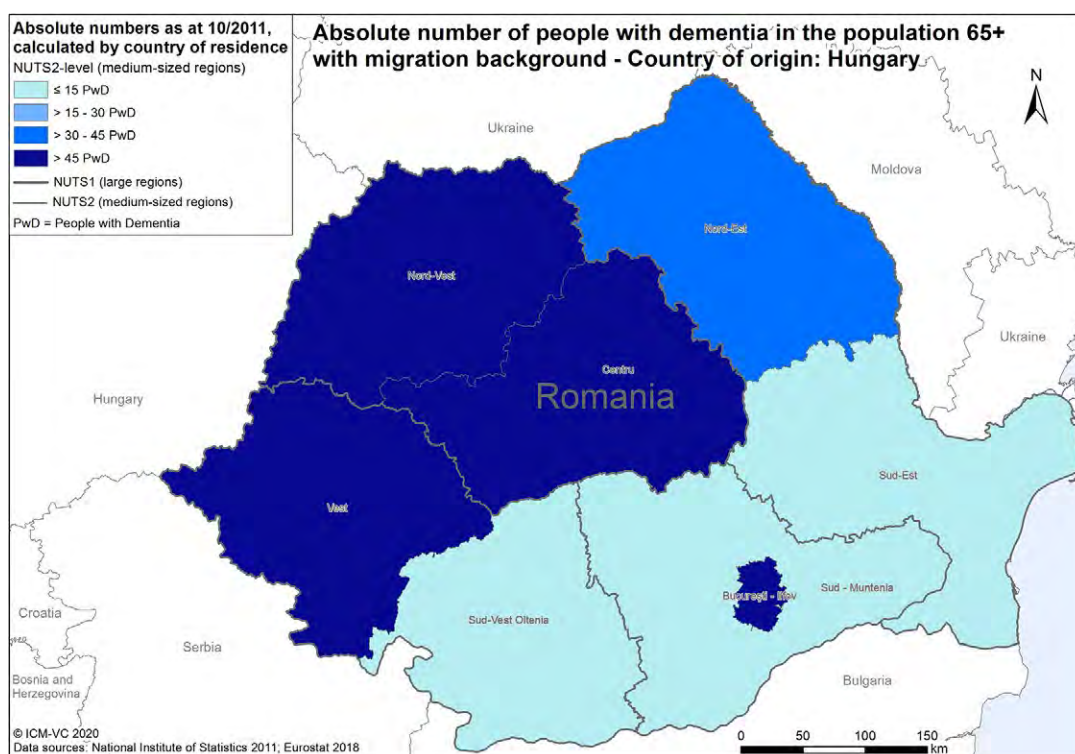 Absolute numbers as at 10/2011,
calculated by country of residence
NUTS2-level (medium-sized regions)
≤ 15 PwD
> 15 - 30 PwD
> 30 - 45 PwD
> 45 PwD
NUTS1 (large regions)
NUTS2 (medium-sized regions)
PwD = People with Dementia
Absolute number of people with dementia in the population 65+
with migration background - Country of origin: Hungary
N
Ukraine
Moldova
Nord-Est
Nord-Vest
Ukraine
Centru
Romania
Hungary
Sud-Est
Vest
Bucureşti - Ilfov
Sud - Muntenia
Sud-Vest Oltenia
Croatia
Serbia
Bosnia and
Herzegovina
Bulgaria
© ICM-VC 2020
Data sources: National Institute of Statistics 2011; Eurostat 2018
0 50 100 150
km